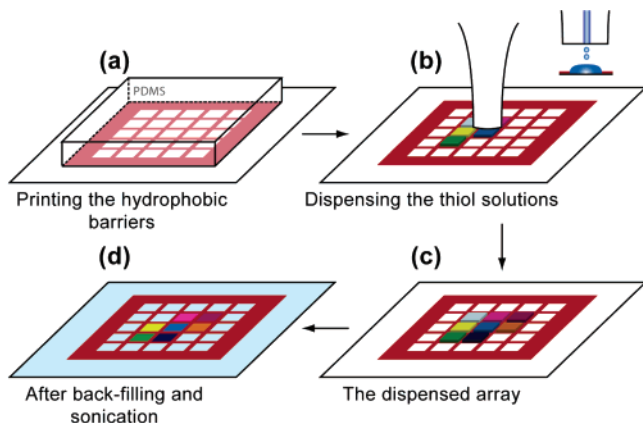 (a)
PDMS
Printing the hydrophobic
barriers
(b)
Dispensing the thiol solutions
(d)
After back-filling and
sonication
(c)
The dispensed array